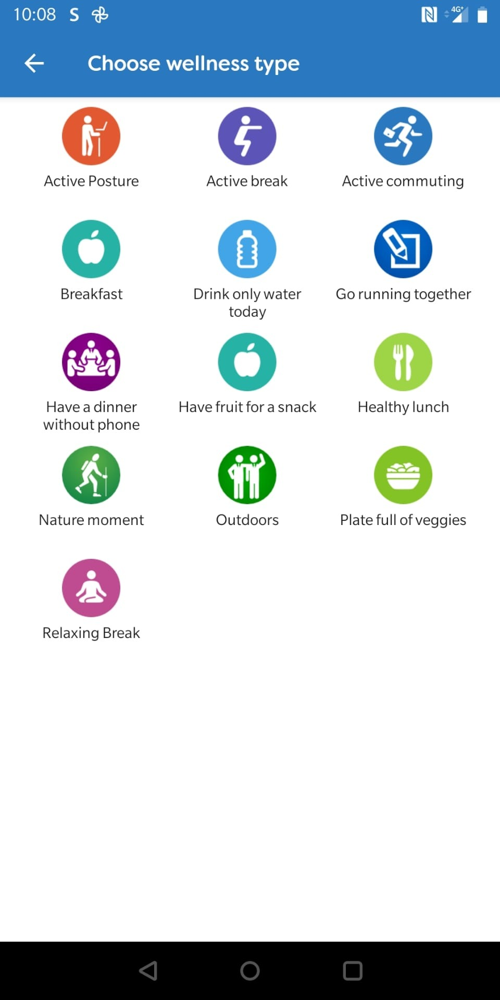 10:08 S 4G+
Choose wellness type
Active Posture
Active break
Active commuting
Breakfast
Drink only water
today
Go running together
Have a dinner
without phone
Have fruit for a snack
Healthy lunch
Nature moment
Outdoors
Plate full of veggies
Relaxing Break